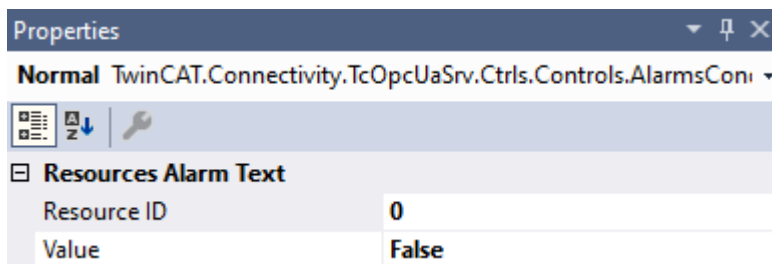 Properties
Normal TwinCAT.Connectivity.TcOpcUaSrv.Ctrls.Controls.AlarmsCon
Resources Alarm Text
Resource ID 0
Value False